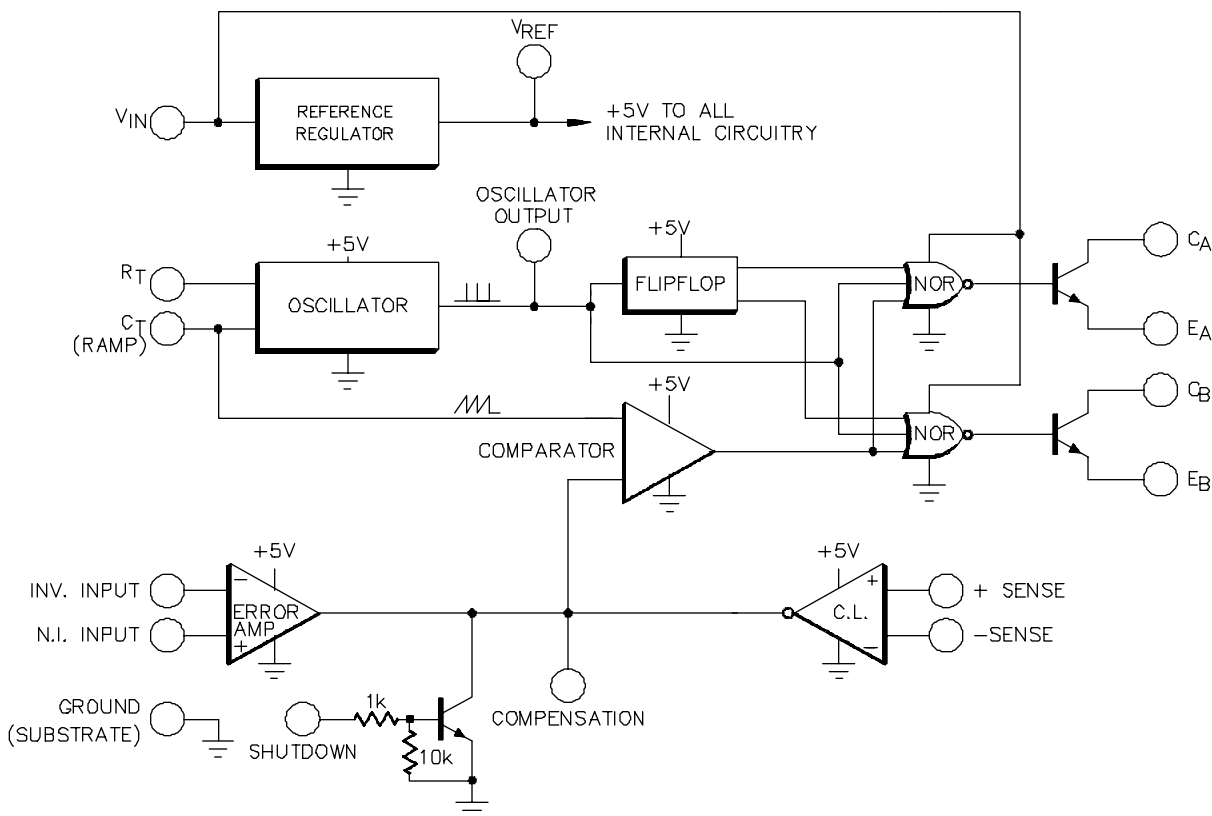 VREF
VIN
REFERENCE
REGULATOR
+5V TO ALL
INTERNAL CIRCUITRY
OSCILLATOR
OUTPUT
+5V
+5V
RT
OSCILLATOR
FLIPFLOP
NOR
CA
CT
(RAMP)
EA
+5V
CB
COMPARATOR
NOR
EB
+5V
+5V
INV. INPUT
−
+
+ SENSE
ERROR
AMP
C.L.
N.I. INPUT
+
−
−SENSE
GROUND
(SUBSTRATE)
1k
COMPENSATION
SHUTDOWN
10k